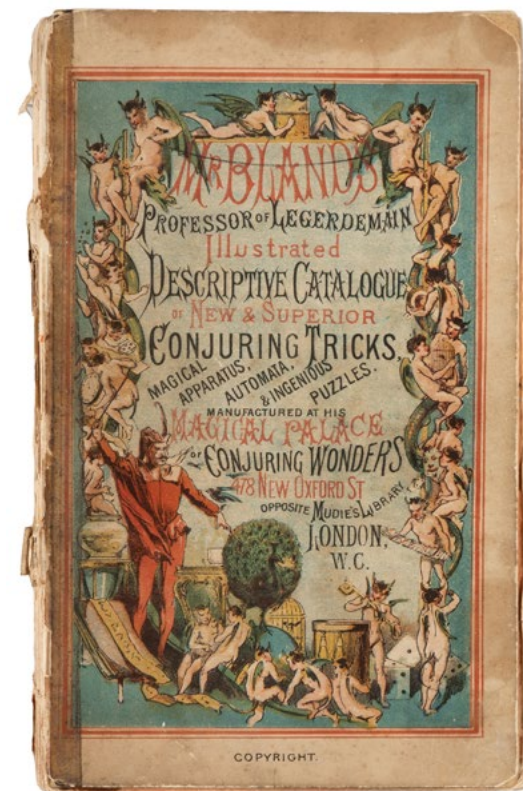 MR BLAND'S
PROFESSOR OF LEGERDEMAIN
Illustrated
DESCRIPTIVE CATALOGUE
OF NEW & SUPERIOR
CONJURING TRICKS,
MAGICAL APPARATUS, AUTOMATA, & INGENIOUS PUZZLES.
MANUFACTURED AT HIS
MAGICAL PALACE
OF CONJURING WONDERS
478 NEW OXFORD ST
OPPOSITE MUDIE'S LIBRARY,
LONDON,
W.C.
COPYRIGHT.